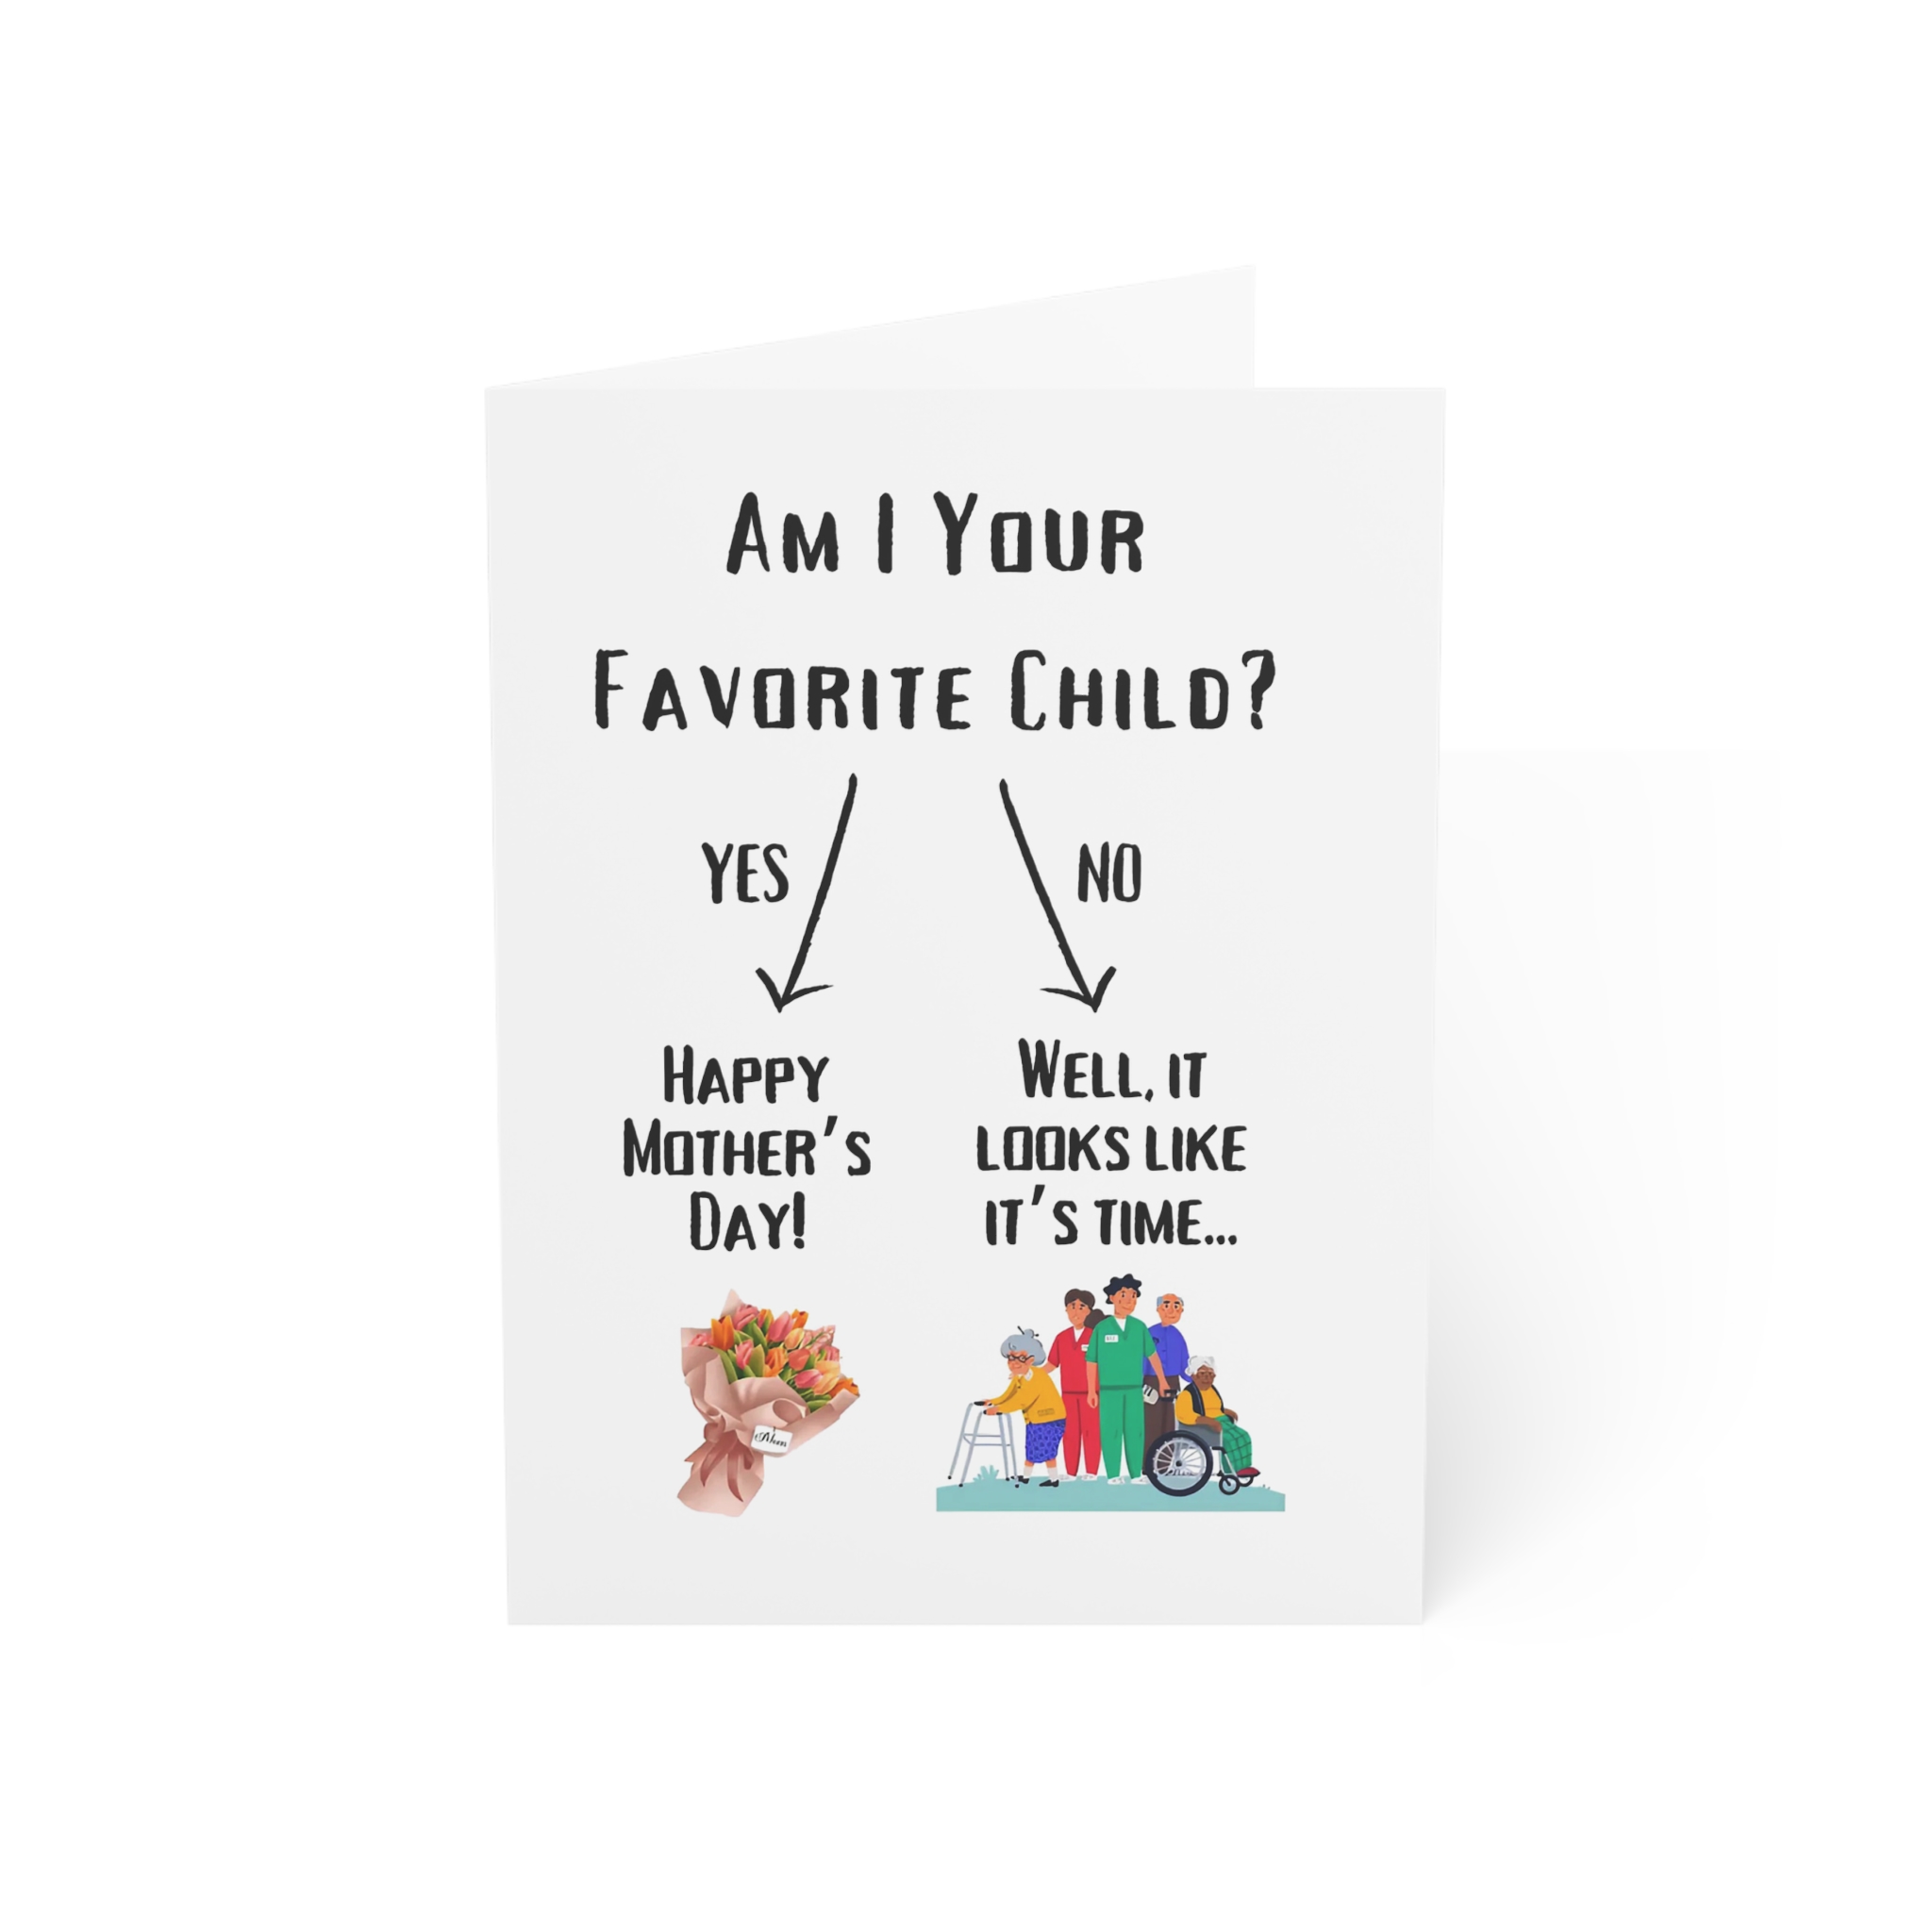 Am I Your
Favorite Child?
YES
NO
Happy
Mother's
Day!
Well, it
looks like
it's time...